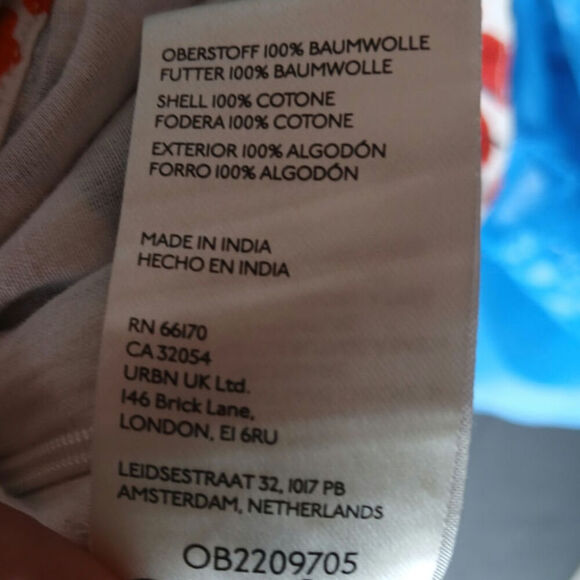 OBERSTOFF 100% BAUMWOLLE
FUTTER 100% BAUMWOLLE
SHELL 100% COTONE
FODERA 100% COTONE
EXTERIOR 100% ALGODÓN
FORRO 100% ALGODÓN
MADE IN INDIA
HECHO EN INDIA
RN 66170
CA 32054
URBN UK Ltd.
146 Brick Lane,
LONDON, E1 6RU
LEIDSESTRAAT 32, 1017 PB
AMSTERDAM, NETHERLANDS
OB2209705